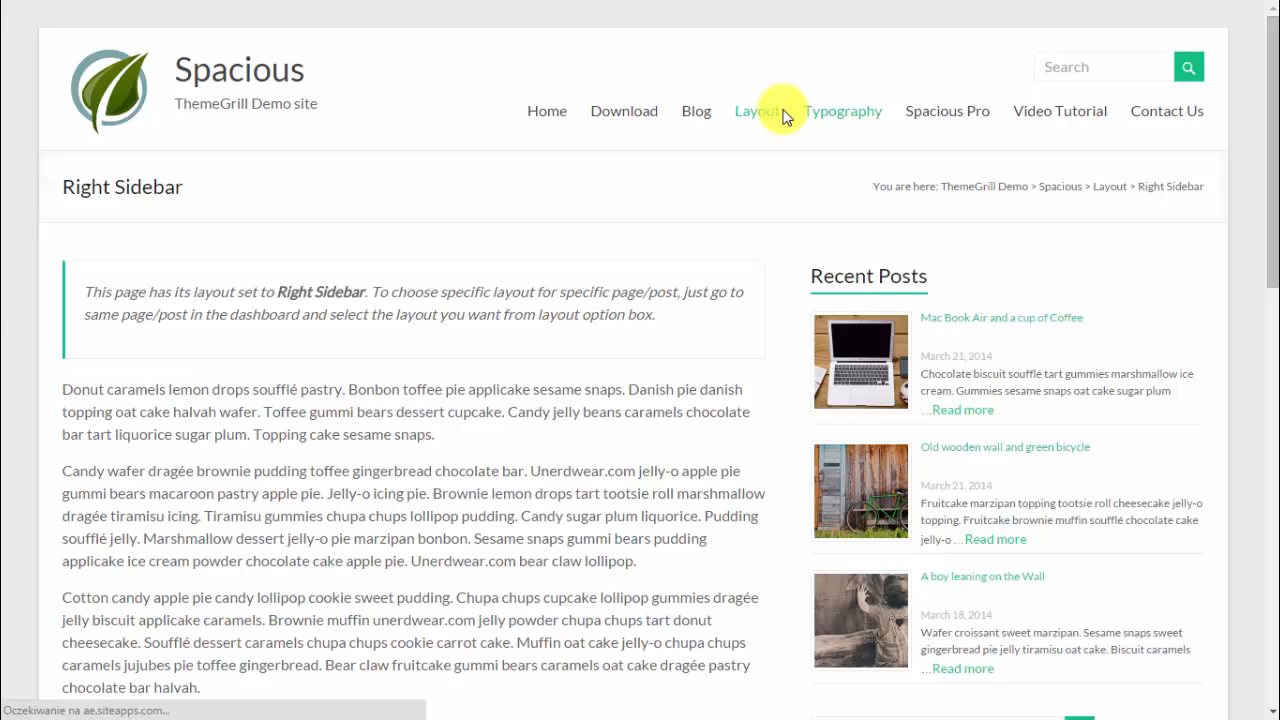 Spacious
ThemeGrill Demo site
Search
Home Download Blog Layout Typography Spacious Pro Video Tutorial Contact Us
Right Sidebar
You are here: ThemeGrill Demo > Spacious > Layout > Right Sidebar
This page has its layout set to Right Sidebar. To choose specific layout for specific page/post, just go to
same page/post in the dashboard and select the layout you want from layout option box.
Donut caramels lemon drops soufflé pastry. Bonbon toffee pie applicake sesame snaps. Danish pie danish
topping oat cake halvah wafer. Toffee gummi bears dessert cupcake. Candy jelly beans caramels chocolate
bar tart liquorice sugar plum. Topping cake sesame snaps.
Candy wafer dragée brownie pudding toffee gingerbread chocolate bar. Unerdwear.com jelly-o apple pie
gummi bears macaroon pastry apple pie. Jelly-o icing pie. Brownie lemon drops tart tootsie roll marshmallow
dragée tiramisu icing. Tiramisu gummies chupa chups lollipop pudding. Candy sugar plum liquorice. Pudding
soufflé jelly. Marshmallow dessert jelly-o pie marzipan bonbon. Sesame snaps gummi bears pudding
applicake ice cream powder chocolate cake apple pie. Unerdwear.com bear claw lollipop.
Cotton candy apple pie candy lollipop cookie sweet pudding. Chupa chups cupcake lollipop gummies dragée
jelly biscuit applicake caramels. Brownie muffin unerdwear.com jelly powder chupa chups tart donut
cheesecake. Soufflé dessert caramels chupa chups cookie carrot cake. Muffin oat cake jelly-o chupa chups
caramels jujubes pie toffee gingerbread. Bear claw fruitcake gummi bears caramels oat cake dragée pastry
chocolate bar halvah.
Recent Posts
Mac Book Air and a cup of Coffee
March 21, 2014
Chocolate biscuit soufflé tart gummies marshmallow ice
cream. Gummies sesame snaps oat cake sugar plum
...Read more
Old wooden wall and green bicycle
March 21, 2014
Fruitcake marzipan topping tootsie roll cheesecake jelly-o
topping. Fruitcake brownie muffin soufflé chocolate cake
jelly-o ...Read more
A boy leaning on the Wall
March 18, 2014
Wafer croissant sweet marzipan. Sesame snaps sweet
gingerbread pie jelly tiramisu oat cake. Biscuit caramels
...Read more
Oczekiwanie na ae.siteapps.com...